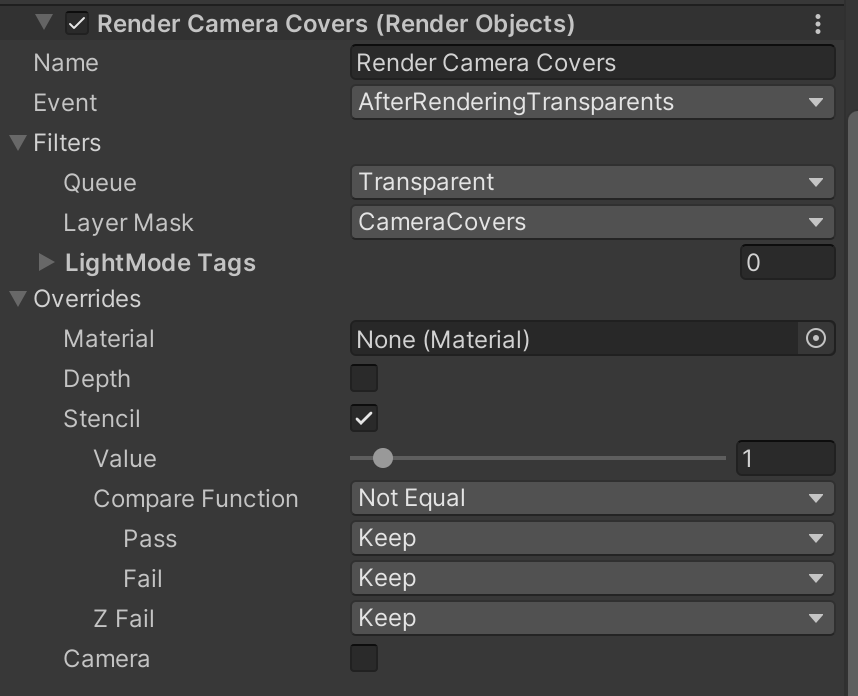 Render Camera Covers (Render Objects)
Name Render Camera Covers
Event AfterRenderingTransparents
Filters
Queue Transparent
Layer Mask CameraCovers
LightMode Tags 0
Overrides
Material None (Material)
Depth
Stencil
Value 1
Compare Function Not Equal
Pass Keep
Fail Keep
Z Fail Keep
Camera